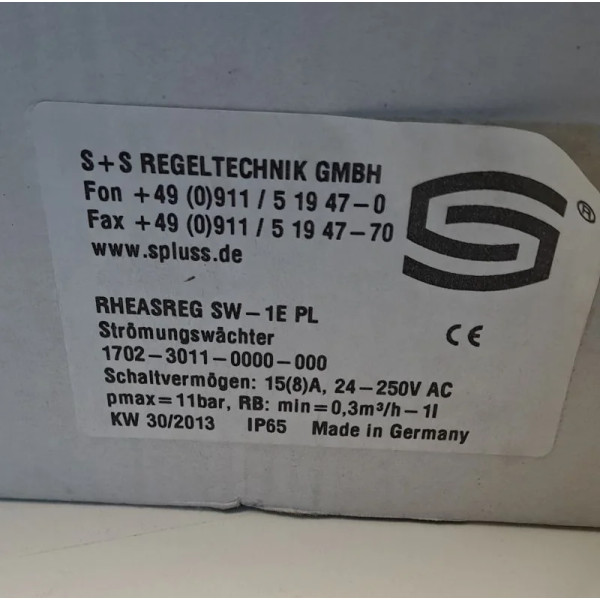 S+S REGELTECHNIK GMBH
Fon +49 (0)911 / 5 19 47-0
Fax +49 (0)911 / 5 19 47-70
www.spluss.de
®
RHEASREG SW-1E PL
Strömungswächter
CE
1702-3011-0000-000
Schaltvermögen: 15(8)A, 24-250V AC
pmax=11bar, RB: min=0,3m³/h-1l
KW 30/2013 IP65 Made in Germany